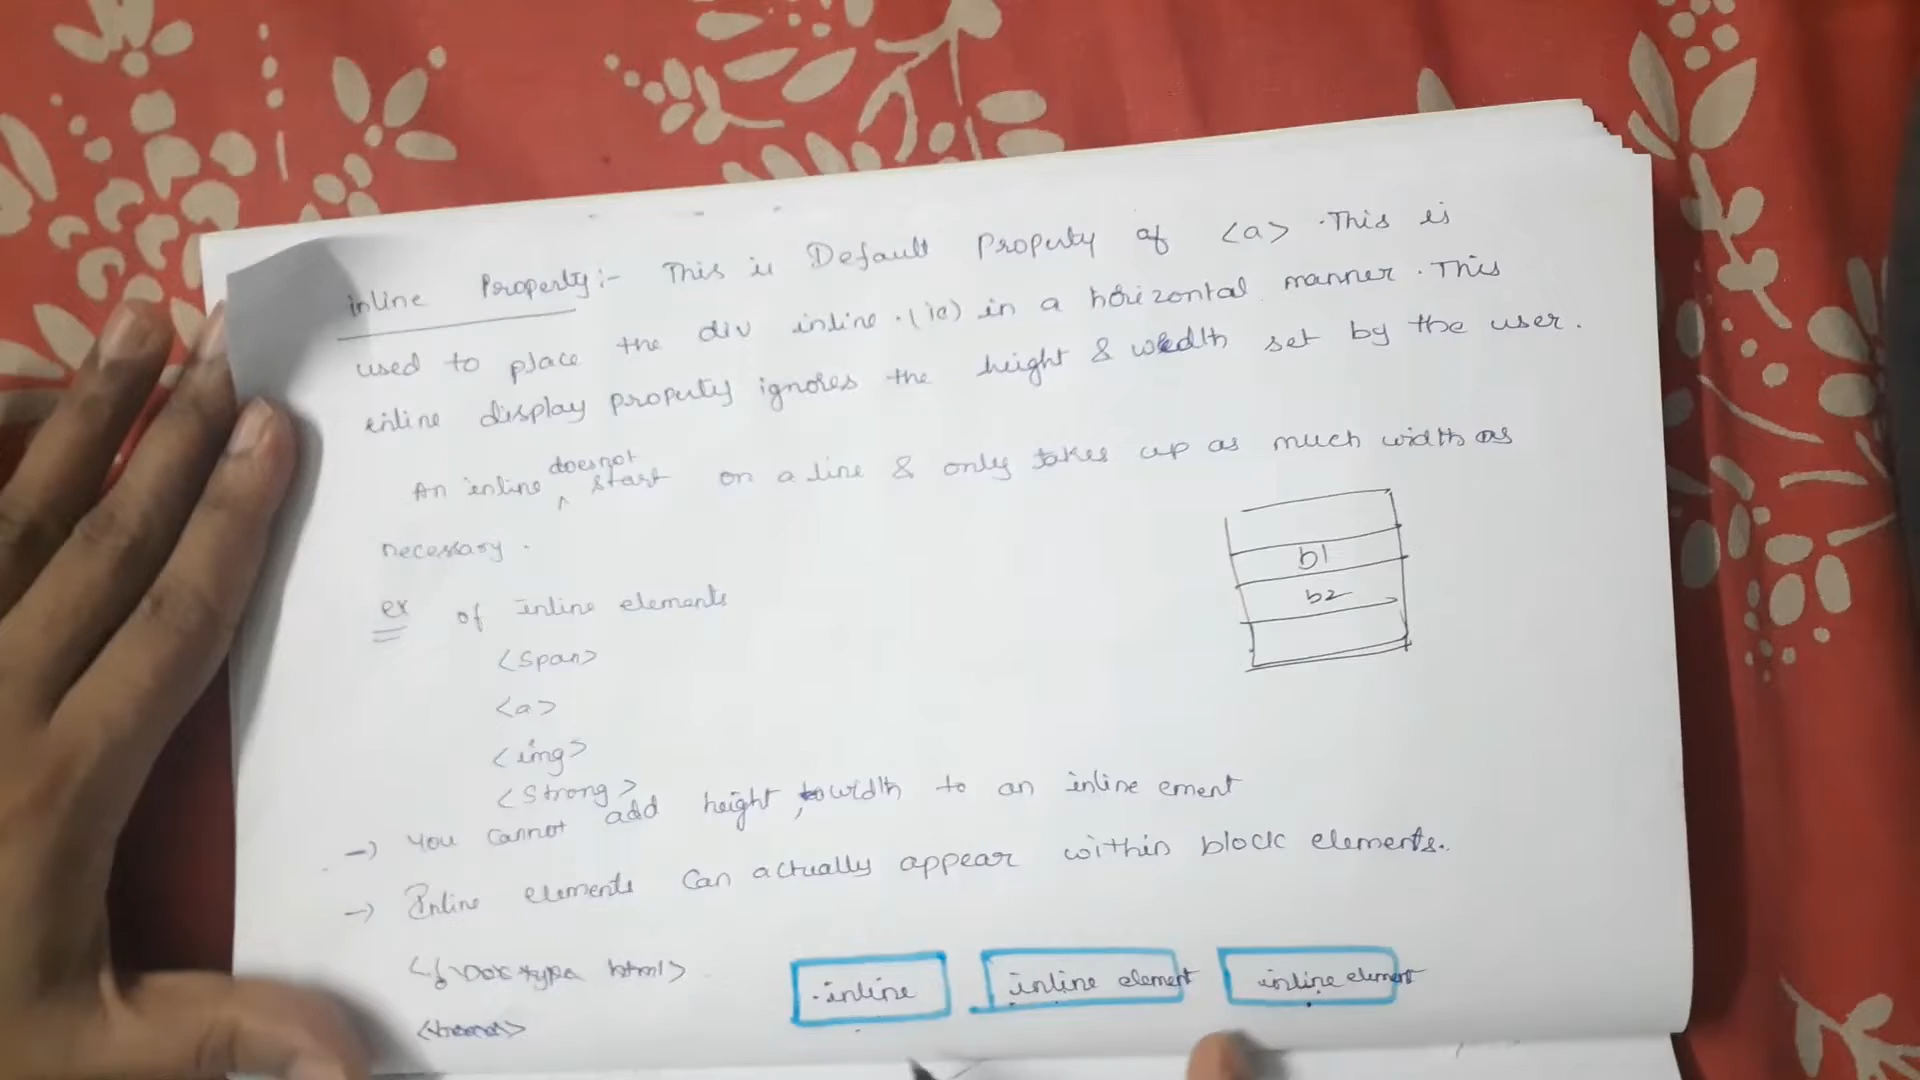 inline Property:- This is Default Property of <a>. This is
used to place the div inline. (ie) in a horizontal manner. This
inline display property ignores the height & width set by the user.
An inline doesnot start on a line & only takes up as much width as
necessary.
ex of inline elements
<span>
<a>
<img>
<strong>
b1
b2
-> You cannot add height, width to an inline ement
-> Inline elements can actually appear within block elements.
<! Doctype html>
inline
inline element
inline element